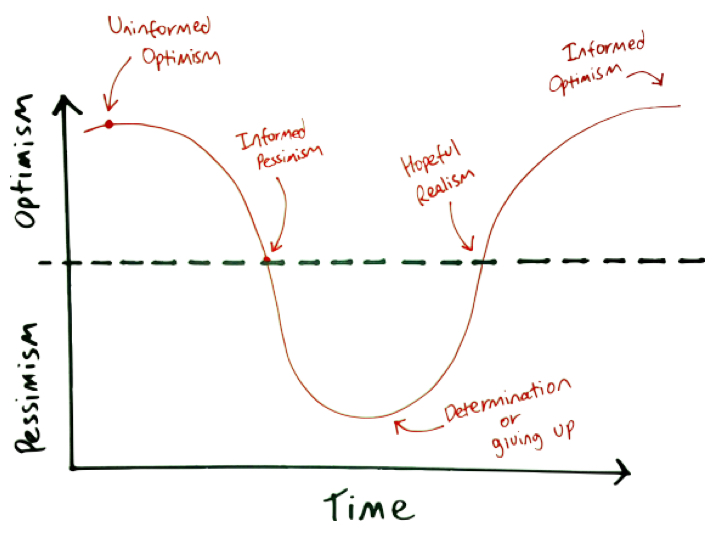 Uninformed
Optimism
Informed
Optimism
Informed
Pessimism
Hopeful
Realism
Optimism
Pessimism
Determination
or
giving up
Time